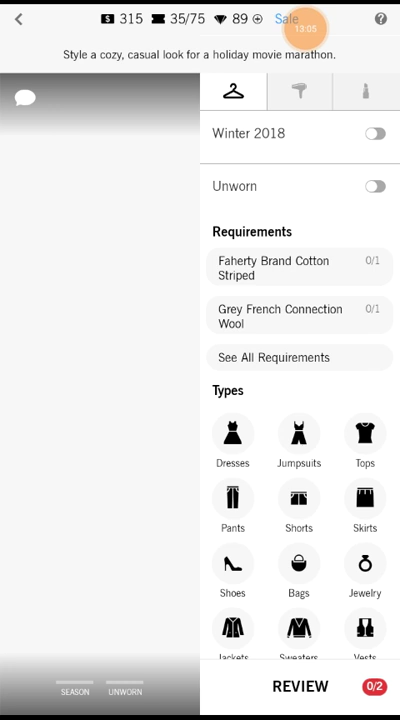 315 35/75 89 Sale
13:05
?
Style a cozy, casual look for a holiday movie marathon.
Winter 2018
Unworn
Requirements
Faherty Brand Cotton 0/1
Striped
Grey French Connection 0/1
Wool
See All Requirements
Types
Dresses Jumpsuits Tops
Pants Shorts Skirts
Shoes Bags Jewelry
Jackets Sweaters Vests
SEASON UNWORN
REVIEW 0/2